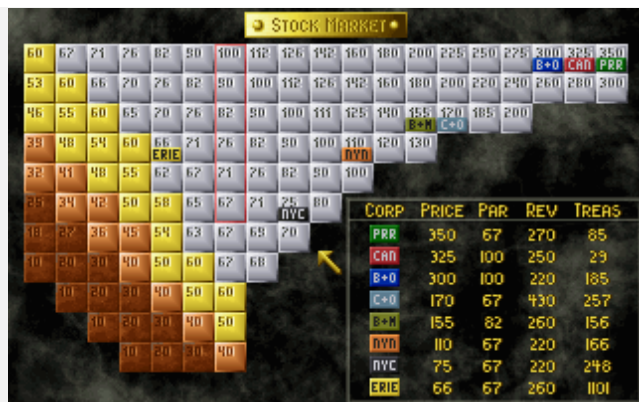 STOCK MARKET
60 67 71 76 82 90 100 112 126 142 160 180 200 225 250 275 300 325 350
B+O CAN PRR
53 60 66 70 76 82 90 100 112 126 142 160 180 200 220 240 260 280 300
46 55 60 65 70 76 82 90 100 111 125 140 155 170 185 200
B+M C+O
39 48 54 60 66 71 76 82 90 100 110 120 130
ERIE NYN
32 41 48 55 62 67 71 76 82 90 100
25 34 42 50 58 65 67 71 75 80
NYC
18 27 36 45 54 63 67 69 70
10 20 30 40 50 60 67 68
10 20 30 40 50 60
10 20 30 40 50
10 20 30 40
CORP PRICE PAR REV TREAS
PRR 350 67 270 85
CAN 325 100 250 29
B+O 300 100 220 185
C+O 170 67 430 257
B+M 155 82 260 156
NYN 110 67 220 166
NYC 75 67 220 248
ERIE 66 67 260 1101